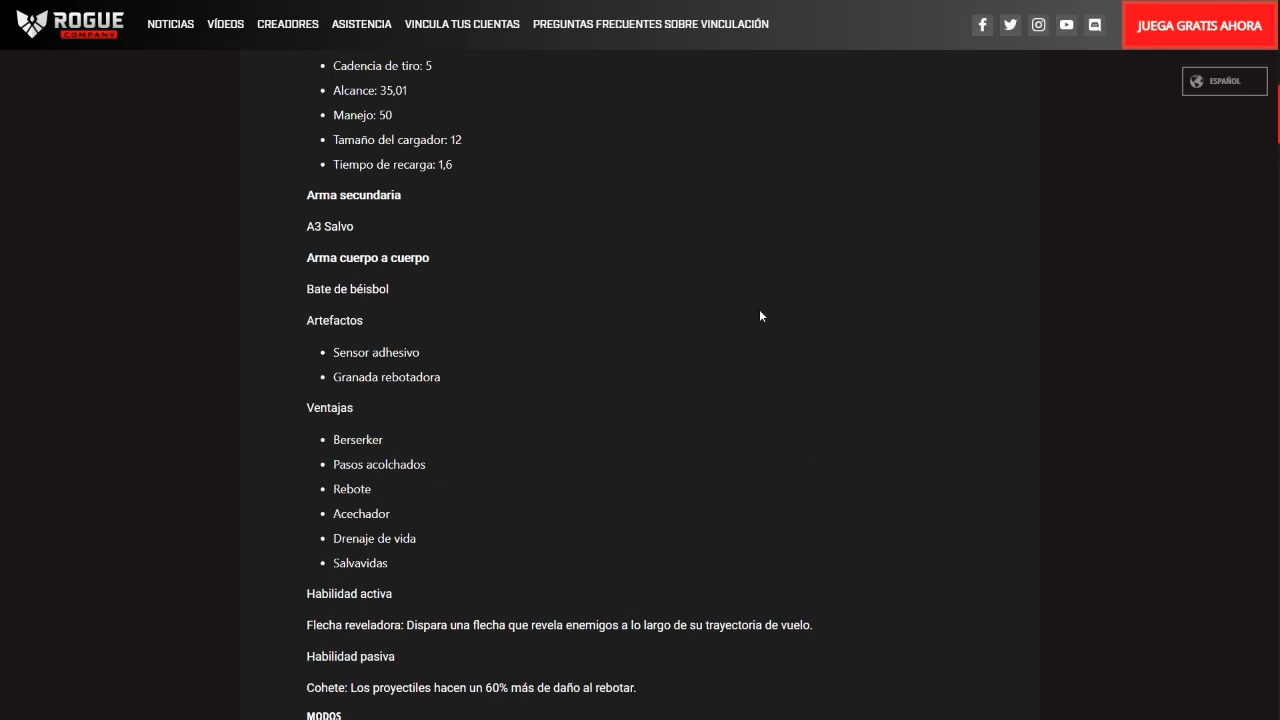 ROGUE
COMPANY
NOTICIAS VÍDEOS CREADORES ASISTENCIA VINCULA TUS CUENTAS PREGUNTAS FRECUENTES SOBRE VINCULACIÓN
JUEGA GRATIS AHORA
ESPAÑOL
Cadencia de tiro: 5
Alcance: 35,01
Manejo: 50
Tamaño del cargador: 12
Tiempo de recarga: 1,6
Arma secundaria
A3 Salvo
Arma cuerpo a cuerpo
Bate de béisbol
Artefactos
Sensor adhesivo
Granada rebotadora
Ventajas
Berserker
Pasos acolchados
Rebote
Acechador
Drenaje de vida
Salvavidas
Habilidad activa
Flecha reveladora: Dispara una flecha que revela enemigos a lo largo de su trayectoria de vuelo.
Habilidad pasiva
Cohete: Los proyectiles hacen un 60% más de daño al rebotar.
MODOS